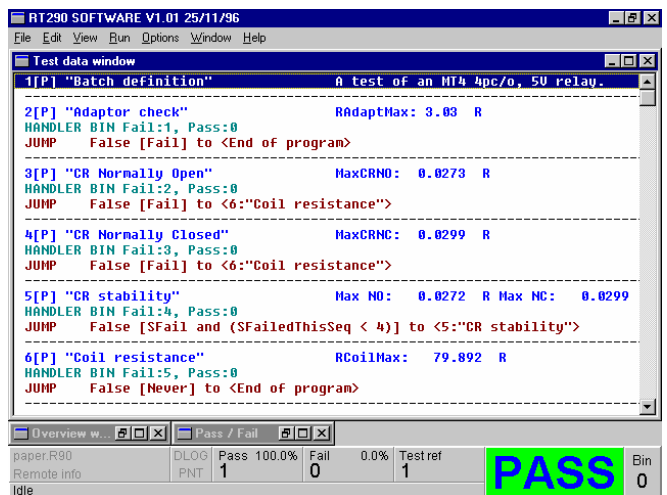 RT290 SOFTWARE V1.01 25/11/96
File Edit View Run Options Window Help
Test data window
1[P] "Batch definition" A test of an MT4 4pc/o, 5V relay.
2[P] "Adaptor check" RAdaptMax: 3.03 R
HANDLER BIN Fail:1, Pass:0
JUMP False [Fail] to <End of program>
3[P] "CR Normally Open" MaxCRNO: 0.0273 R
HANDLER BIN Fail:2, Pass:0
JUMP False [Fail] to <6:"Coil resistance">
4[P] "CR Normally Closed" MaxCRNC: 0.0299 R
HANDLER BIN Fail:3, Pass:0
JUMP False [Fail] to <6:"Coil resistance">
5[P] "CR stability" Max NO: 0.0272 R Max NC: 0.0299
HANDLER BIN Fail:4, Pass:0
JUMP False [SFail and (SFailedThisSeq < 4)] to <5:"CR stability">
6[P] "Coil resistance" RCoilMax: 79.892 R
HANDLER BIN Fail:5, Pass:0
JUMP False [Never] to <End of program>
Overview w... Pass / Fail
paper.R90 DLOG Pass 100.0% Fail 0.0% Test ref
Remote info PNT 1 0 1
PASS Bin
0
Idle